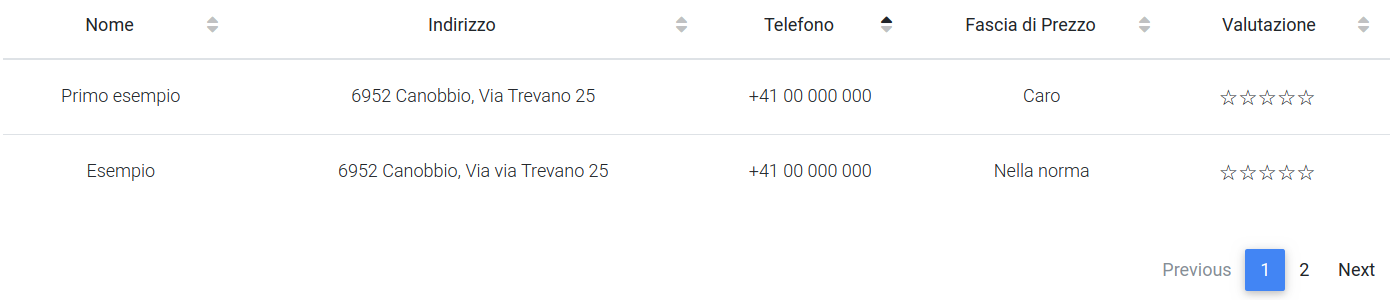 Nome Indirizzo Telefono Fascia di Prezzo Valutazione
Primo esempio 6952 Canobbio, Via Trevano 25 +41 00 000 000 Caro ☆☆☆☆☆
Esempio 6952 Canobbio, Via via Trevano 25 +41 00 000 000 Nella norma ☆☆☆☆☆
Previous 1 2 Next